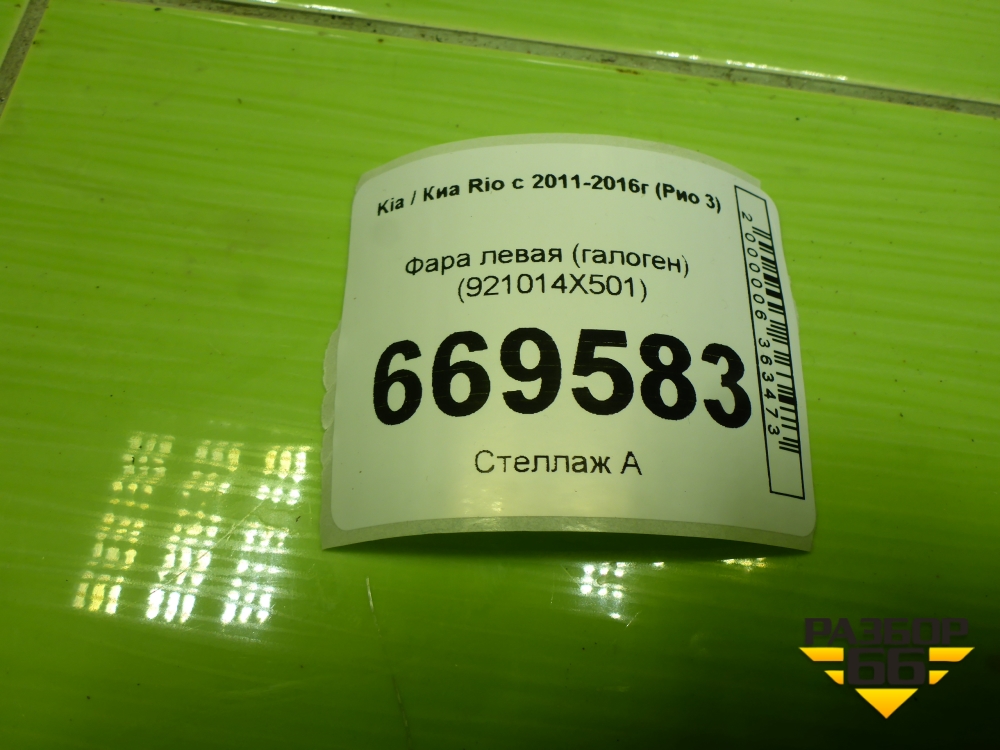 Kia / Киа Rio с 2011-2016г (Рио 3)
Фара левая (галоген)
(921014X501)
669583
Стеллаж А
2000006363473
РАЗБОР
66